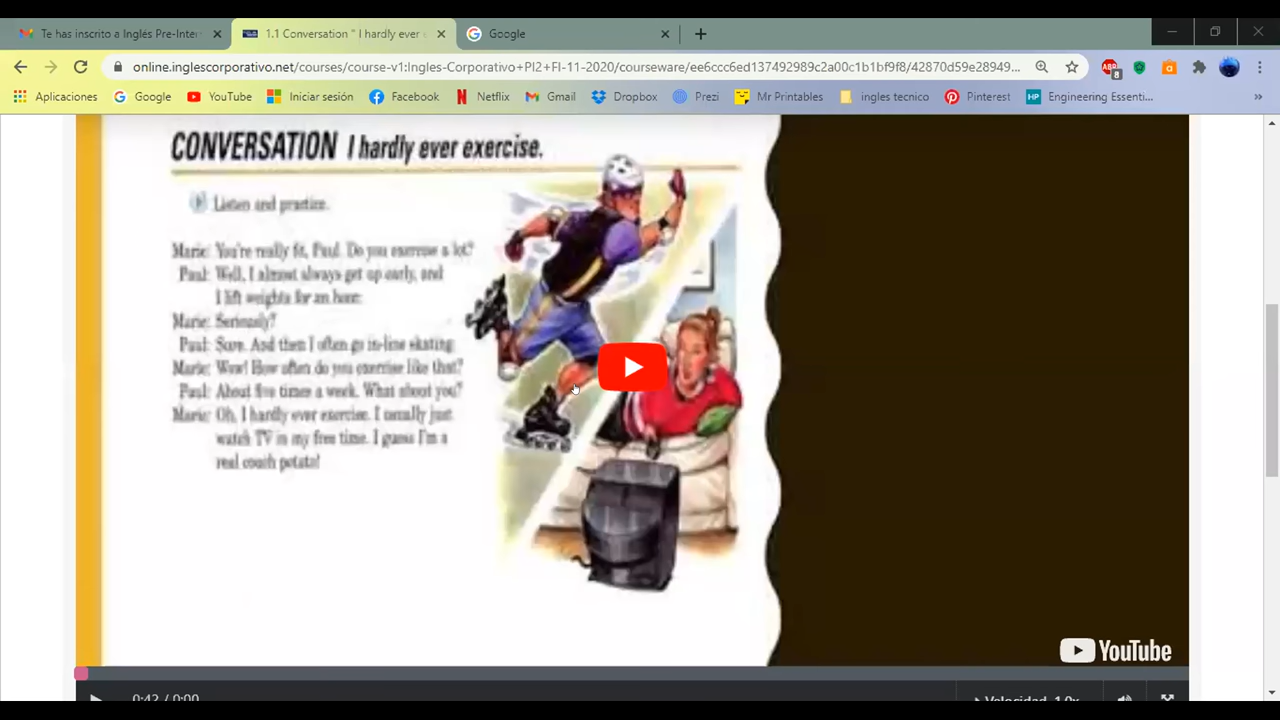 Te has inscrito a Inglés Pre-Inter
1.1 Conversation " I hardly ever e
Google
online.inglescorporativo.net/courses/course-v1:Ingles-Corporativo+PI2+FI-11-2020/courseware/ee6ccc6ed137492989c2a00c1b1bf9f8/42870d59e28949...
8
Aplicaciones
Google
YouTube
Iniciar sesión
Facebook
Netflix
Gmail
Dropbox
Prezi
Mr Printables
ingles tecnico
Pinterest
HP
Engineering Essenti...
CONVERSATION I hardly ever exercise.
Listen and practice.
Marie: You're really fit, Paul. Do you exercise a lot?
Paul: Well, I almost always get up early, and
I lift weights for an hour.
Marie: Seriously?
Paul: Sure. And then I often go in-line skating.
Marie: Wow! How often do you exercise like that?
Paul: About five times a week. What about you?
Marie: Oh, I hardly ever exercise. I usually just
watch TV in my free time. I guess I'm a
real couch potato!
YouTube
0:42 / 0:00
Velocidad 1.0x